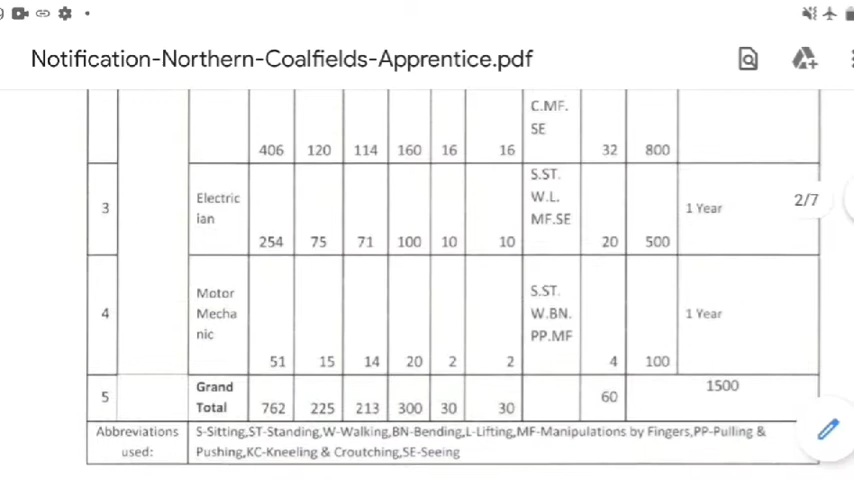 9
Notification-Northern-Coalfields-Apprentice.pdf
C.MF.
SE
406 120 114 160 16 16 32 800
3 Electric
ian 254 75 71 100 10 10 S.ST.
W.L.
MF.SE 20 500 1 Year
2/7
4 Motor
Mecha
nic 51 15 14 20 2 2 S.ST.
W.BN.
PP.MF 4 100 1 Year
5 Grand
Total 762 225 213 300 30 30 60 1500
Abbreviations
used:
S-Sitting,ST-Standing,W-Walking,BN-Bending,L-Lifting,MF-Manipulations by Fingers,PP-Pulling &
Pushing,KC-Kneeling & Croutching,SE-Seeing